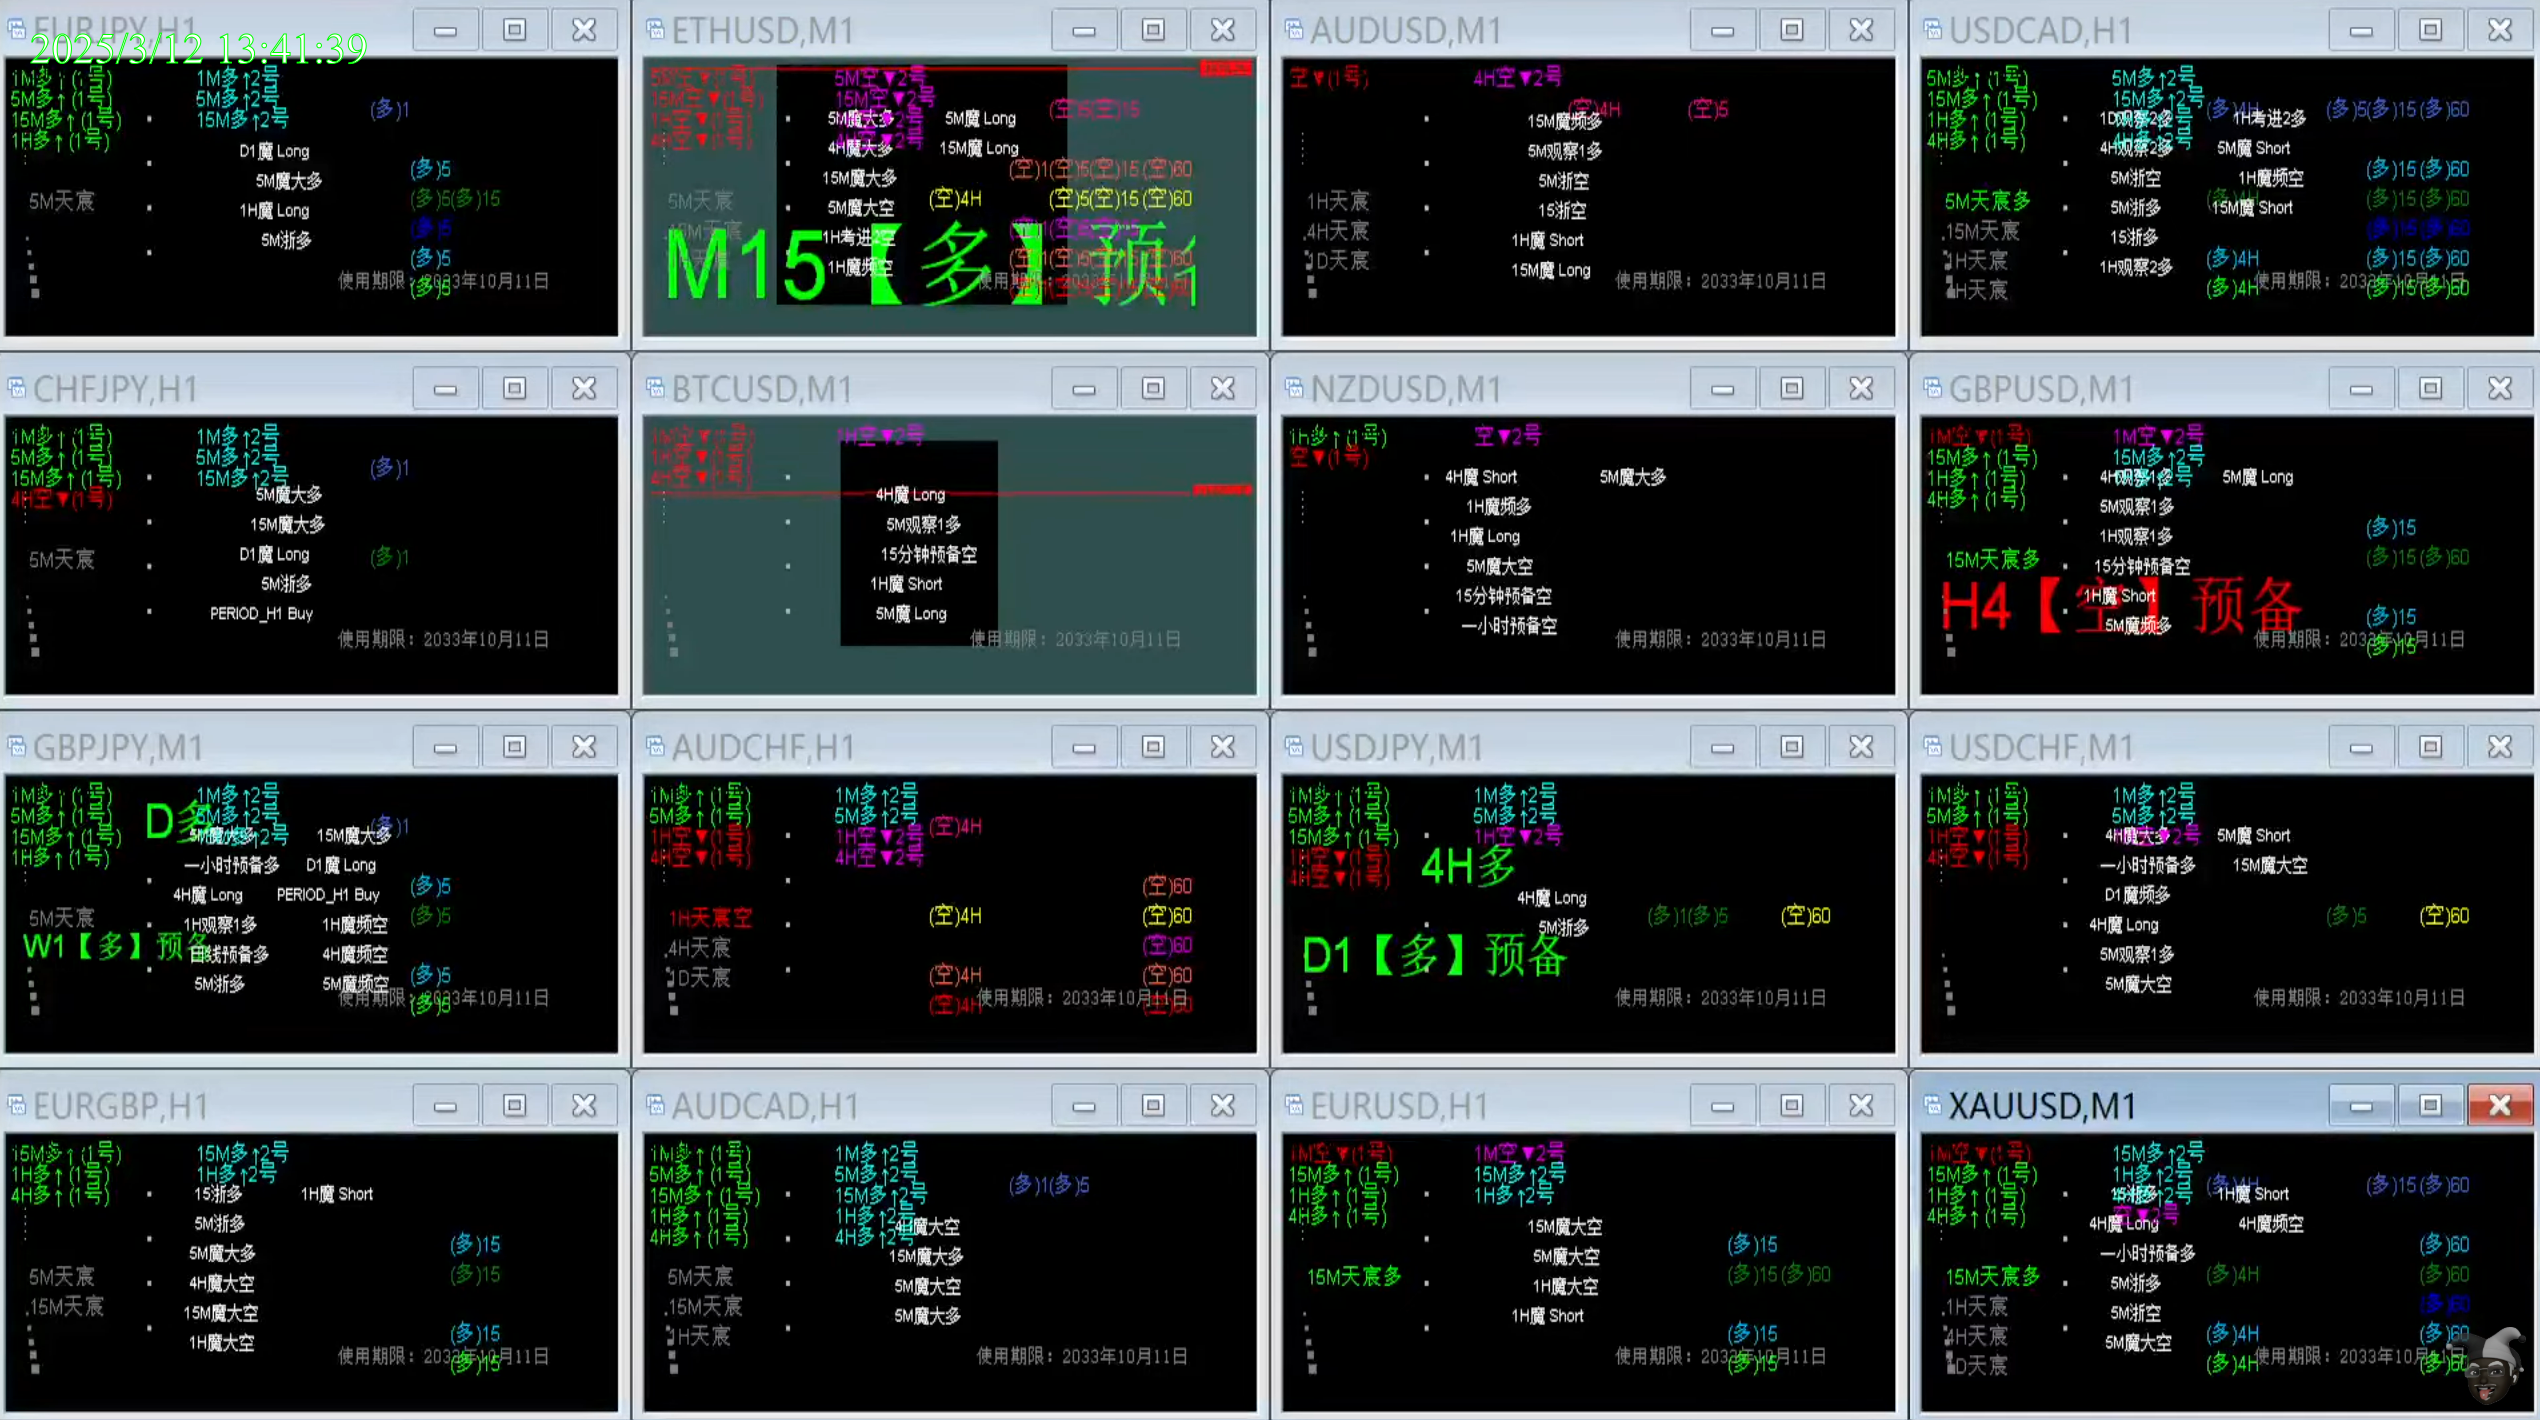 EURJPY,H1
2025/3/12 13:41:39
1M多↑(1号) 1M多↑2号
5M多↑(1号) 5M多↑2号 (多)1
15M多↑(1号) 15M多↑2号
1H多↑(1号)
D1魔 Long
(多)5
5M魔大多
5M天宸 (多)5(多)15
1H魔 Long
(多)5
5M浙多
(多)5
使用期限：2033年10月11日
(多)5
ETHUSD,M1
5M空▼2号
15M空▼2号
(空)5(空)15
5M魔大多 5M魔 Long
4H魔大多 15M魔 Long
(空)1(空)5(空)15(空)60
15M魔大多
5M天宸 (空)4H (空)5(空)15(空)60
5M魔大空
1H考进2空
M15【多】预
1H魔频空
AUDUSD,M1
空▼(1号) 4H空▼2号
(空)4H (空)5
15M魔频多
5M观察1多
5M浙空
1H天宸
15浙空
4H天宸
1H魔 Short
1D天宸
15M魔 Long
使用期限：2033年10月11日
USDCAD,H1
5M多↑(1号) 5M多↑2号
15M多↑(1号) 15M多↑2号
(多)4H (多)5(多)15(多)60
1H多↑(1号) 1H考进2多
4H多↑(1号) 4H观察2多 5M魔 Short
(多)15(多)60
5M浙空 1H魔频空
5M天宸多 (多)15(多)60
5M浙多 15M魔 Short
15M天宸 (多)15(多)60
15浙多
1H天宸 (多)4H (多)15(多)60
1H观察2多
4H天宸 (多)4H (多)15(多)60
CHFJPY,H1
1M多↑(1号) 1M多↑2号
5M多↑(1号) 5M多↑2号 (多)1
15M多↑(1号) 15M多↑2号
4H空▼(1号)
5M魔大多
15M魔大多
5M天宸 D1魔 Long (多)1
5M浙多
PERIOD_H1 Buy
使用期限：2033年10月11日
BTCUSD,M1
1M空▼(1号) 1H空▼2号
1H空▼(1号)
4H空▼(1号)
4H魔 Long
5M观察1多
15分钟预备空
1H魔 Short
5M魔 Long
使用期限：2033年10月11日
NZDUSD,M1
1h多↑(1号) 空▼2号
空▼(1号)
4H魔 Short 5M魔大多
1H魔频多
1H魔 Long
5M魔大空
15分钟预备空
一小时预备空
使用期限：2033年10月11日
GBPUSD,M1
1M空▼(1号) 1M空▼2号
15M多↑(1号) 15M多↑2号
1H多↑(1号) 4H观察1多 5M魔 Long
4H多↑(1号)
5M观察1多
(多)15
1H观察1多
15M天宸多 (多)15(多)60
15分钟预备空
H4【空】预备
1H魔 Short
5M魔频多 (多)15
(多)15
GBPJPY,M1
1M多↑(1号) 1M多↑2号
5M多↑(1号) 5M多↑2号
D多 (多)1
15M多↑(1号) 5M魔大多 15M魔大多
1H多↑(1号)
一小时预备多 D1魔 Long
(多)5
4H魔 Long PERIOD_H1 Buy
5M天宸 (多)5
1H观察1多 1H魔频空
W1【多】预备
日线预备多 4H魔频空
(多)5
5M浙多 5M魔频空
(多)5
AUDCHF,H1
1M多↑(1号) 1M多↑2号
5M多↑(1号) 5M多↑2号
1H空▼(1号) 1H空▼2号 (空)4H
4H空▼(1号) 4H空▼2号
(空)60
1H天宸空 (空)4H (空)60
4H天宸 (空)60
1D天宸 (空)4H (空)60
(空)4H 使用期限：2033年10月11日 (空)60
USDJPY,M1
1M多↑(1号) 1M多↑2号
5M多↑(1号) 5M多↑2号
15M多↑(1号) 1H空▼2号
1H空▼(1号) 4H多
4H空▼(1号)
4H魔 Long
(多)1(多)5 (空)60
5M浙多
D1【多】预备
使用期限：2033年10月11日
USDCHF,M1
1M多↑(1号) 1M多↑2号
5M多↑(1号) 5M多↑2号
1H空▼(1号) 4H魔大多 5M魔 Short
4H空▼(1号)
一小时预备多 15M魔大空
D1魔频多
(多)5 (空)60
4H魔 Long
5M观察1多
5M魔大空
使用期限：2033年10月11日
EURGBP,H1
15M多↑(1号) 15M多↑2号
1H多↑(1号) 1H多↑2号
4H多↑(1号) 15浙多 1H魔 Short
5M浙多
(多)15
5M魔大多
5M天宸 (多)15
4H魔大空
15M天宸
15M魔大空
(多)15
1H魔大空
使用期限：2033年10月11日
(多)15
AUDCAD,H1
1M多↑(1号) 1M多↑2号
5M多↑(1号) 5M多↑2号
(多)1(多)5
15M多↑(1号) 15M多↑2号
1H多↑(1号) 1H多↑2号
4H多↑(1号) 4H多↑2号
4H魔大空
15M魔大多
5M天宸
5M魔大空
15M天宸
5M魔大多
1H天宸
使用期限：2033年10月11日
EURUSD,H1
1M空▼(1号) 1M空▼2号
15M多↑(1号) 15M多↑2号
1H多↑(1号) 1H多↑2号
4H多↑(1号)
15M魔大空
(多)15
5M魔大空
15M天宸多 (多)15(多)60
1H魔大空
1H魔 Short
(多)15
使用期限：2033年10月11日
(多)15
XAUUSD,M1
1M空▼(1号) 15M多↑2号
15M多↑(1号) 1H多↑2号
(多)4H (多)15(多)60
1H多↑(1号) 15浙多 1H魔 Short
4H多↑(1号) 空▼2号
4H魔 Long 4H魔频空
(多)60
一小时预备多
15M天宸多 (多)4H (多)60
5M浙多
1H天宸 (多)60
5M浙空
4H天宸 (多)4H (多)60
5M魔大空
1D天宸 (多)4H (多)60